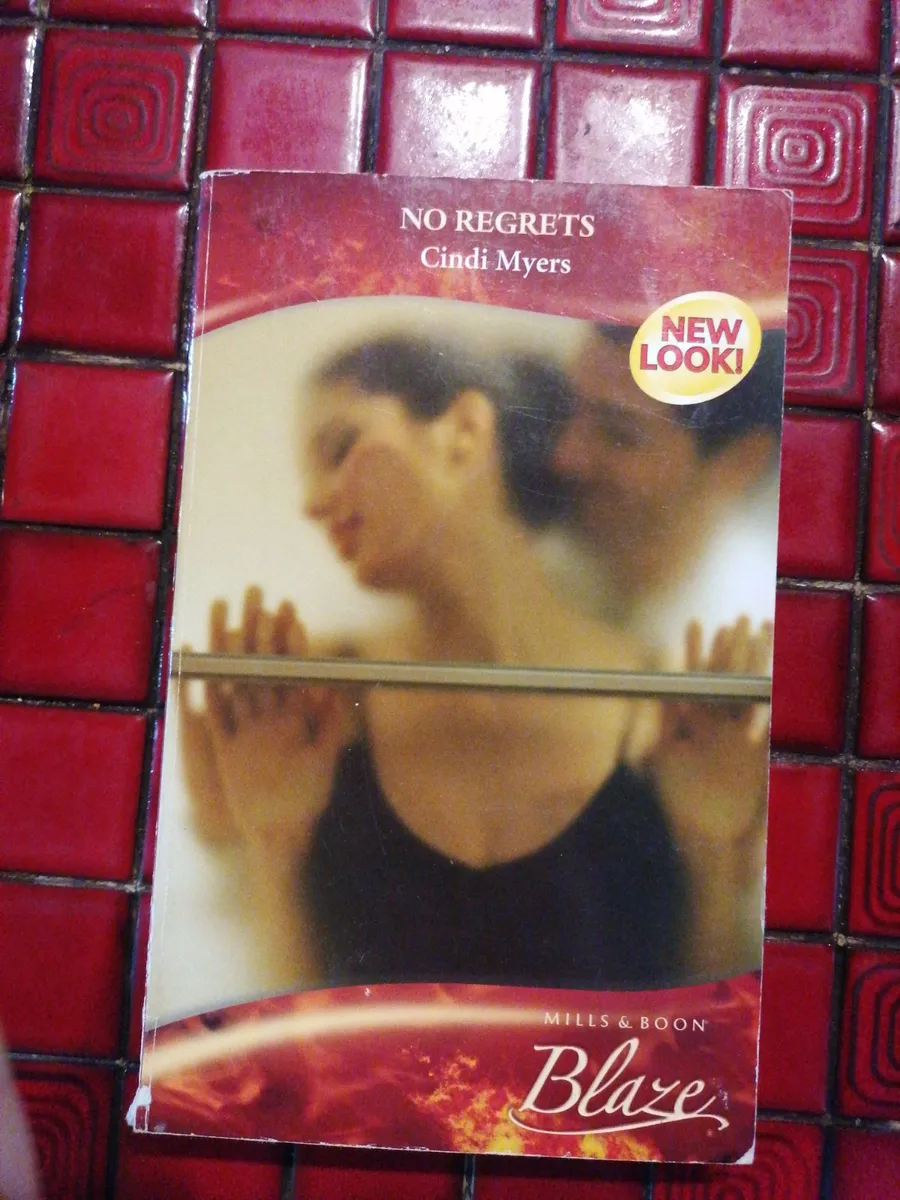 NO REGRETS
Cindi Myers
NEW
LOOK!
MILLS & BOON
Blaze